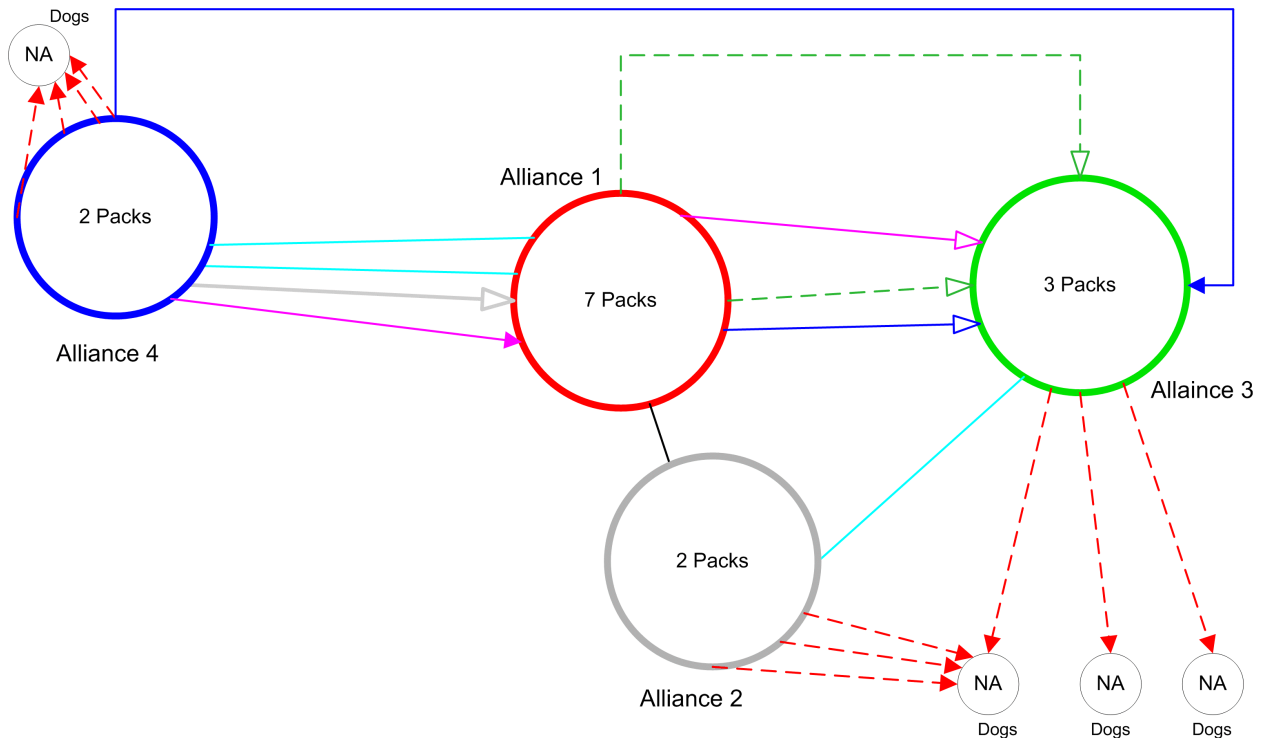 Dogs
NA
Alliance 1
2 Packs
3 Packs
7 Packs
Alliance 4
Allaince 3
2 Packs
Alliance 2
NA
NA
NA
Dogs
Dogs
Dogs